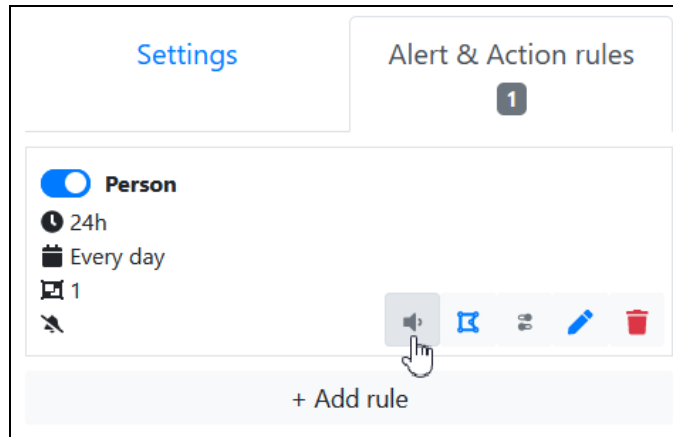 Settings
Alert & Action rules
1
Person
24h
Every day
1
+ Add rule